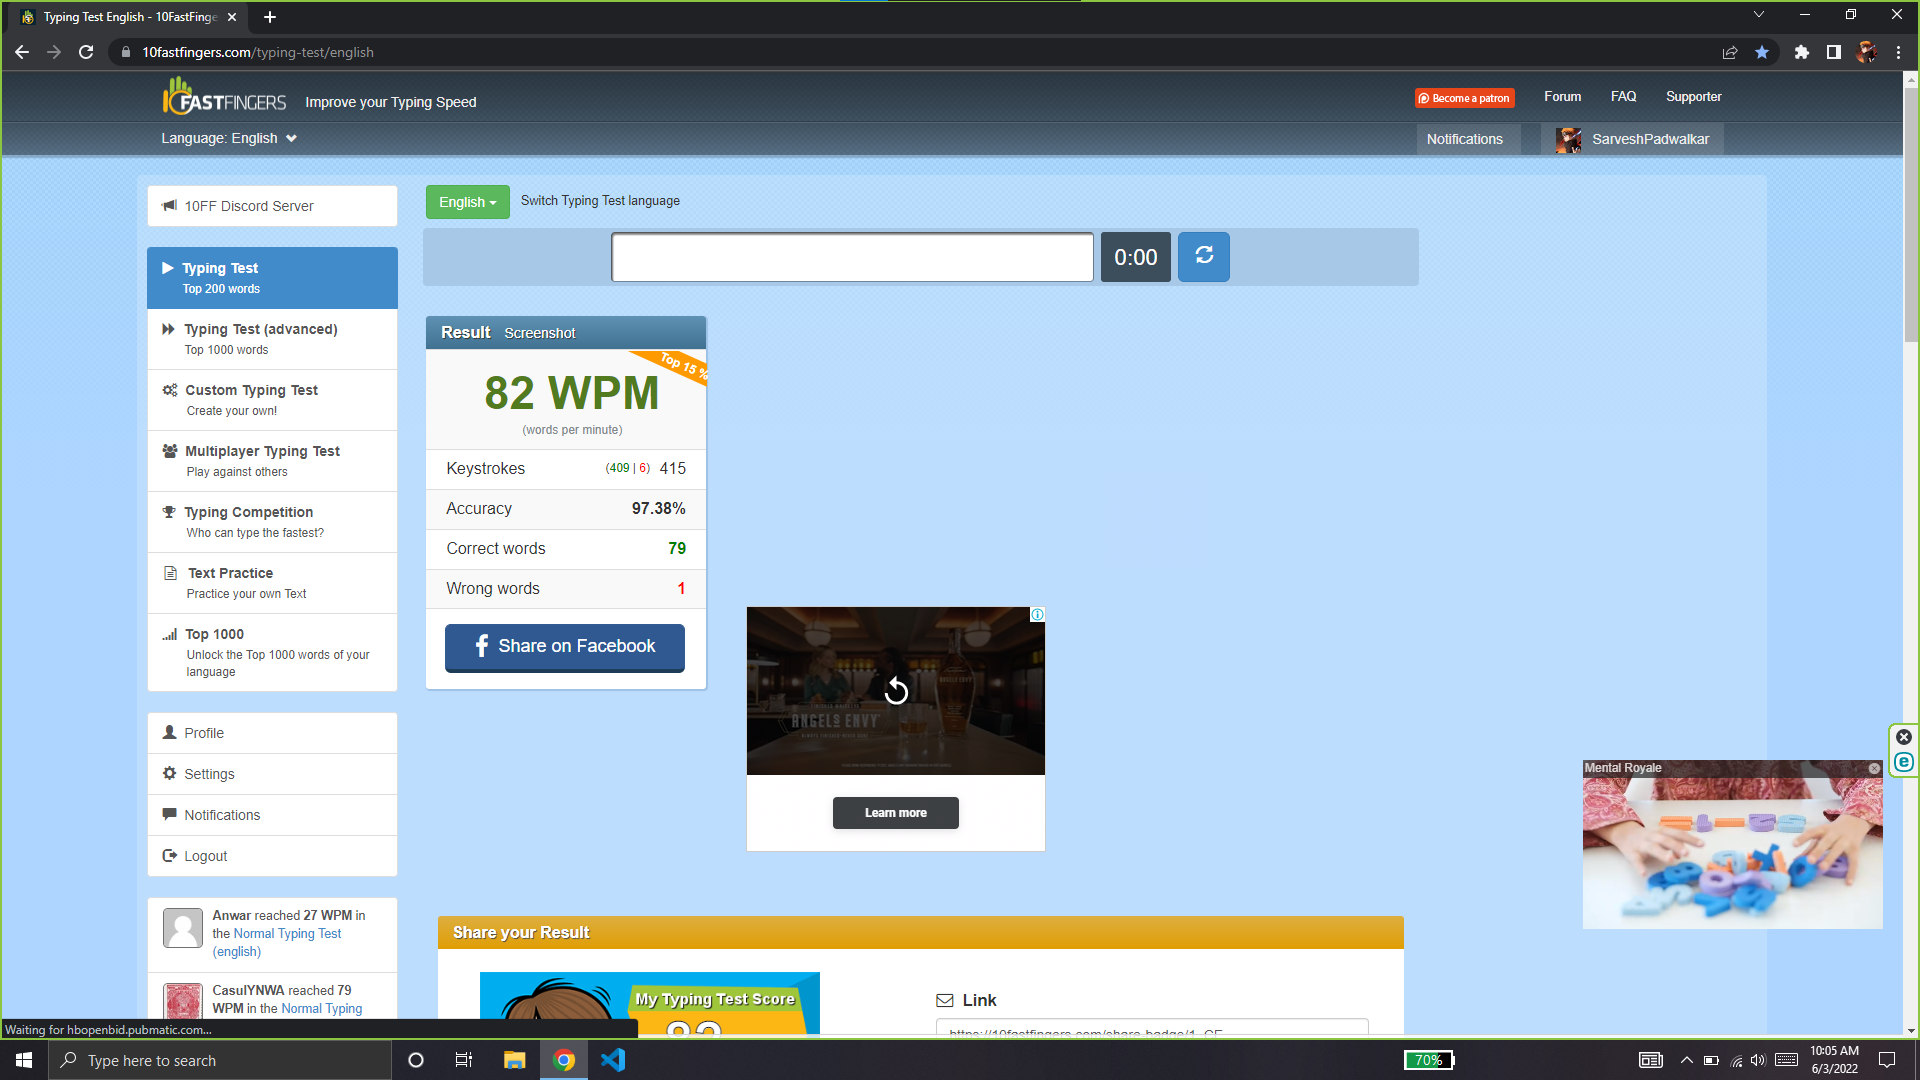 Typing Test English - 10FastFinge
10fastfingers.com/typing-test/english
10FASTFINGERS Improve your Typing Speed
Become a patron Forum FAQ Supporter
Language: English
Notifications SarveshPadwalkar
10FF Discord Server
Typing Test
Top 200 words
Typing Test (advanced)
Top 1000 words
Custom Typing Test
Create your own!
Multiplayer Typing Test
Play against others
Typing Competition
Who can type the fastest?
Text Practice
Practice your own Text
Top 1000
Unlock the Top 1000 words of your
language
Profile
Settings
Notifications
Logout
Anwar reached 27 WPM in
the Normal Typing Test
(english)
CasulYNWA reached 79
WPM in the Normal Typing
English Switch Typing Test language
0:00
Result Screenshot
Top 15 %
82 WPM
(words per minute)
Keystrokes (409 | 6) 415
Accuracy 97.38%
Correct words 79
Wrong words 1
Share on Facebook
ANGEL'S ENVY
Learn more
Mental Royale
Share your Result
My Typing Test Score
82
Link
Waiting for hbopenbid.pubmatic.com...
Type here to search
70%
10:05 AM
6/3/2022